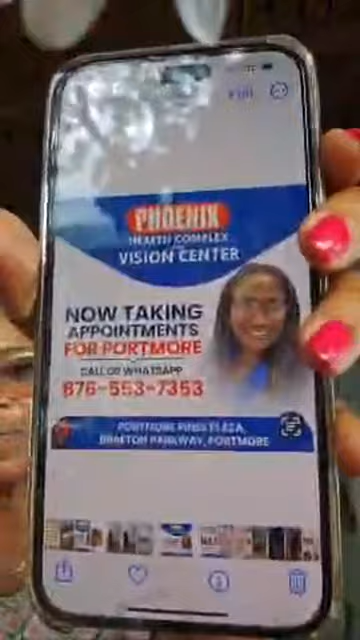 Edit
PHOENIX
HEALTH COMPLEX
VISION CENTER
NOW TAKING
APPOINTMENTS
FOR PORTMORE
CALL OR WHATSAPP
876-553-7353
PORTMORE PINES PLAZA,
BRAETON PARKWAY, PORTMORE